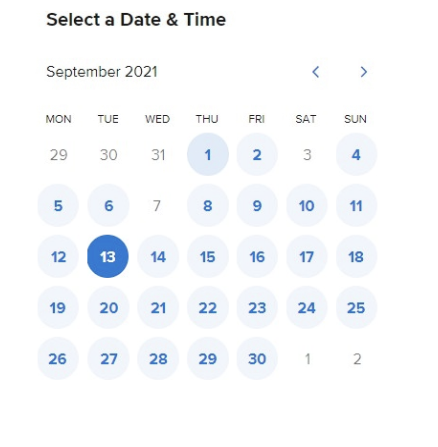 Select a Date & Time
September 2021
MON TUE WED THU FRI SAT SUN
29 30 31 1 2 3 4
5 6 7 8 9 10 11
12 13 14 15 16 17 18
19 20 21 22 23 24 25
26 27 28 29 30 1 2